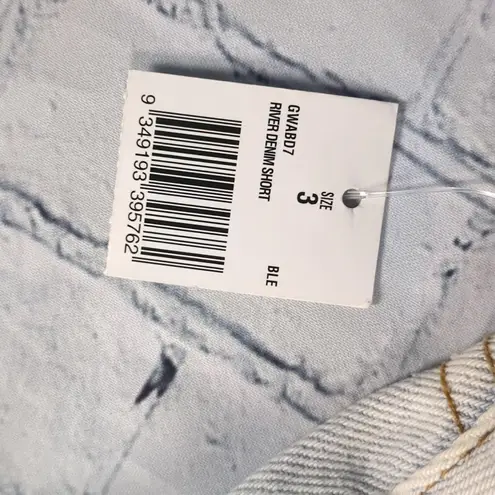 GWABD7
RIVER DENIM SHORT
SIZE
3
BLE
9 349193 395762